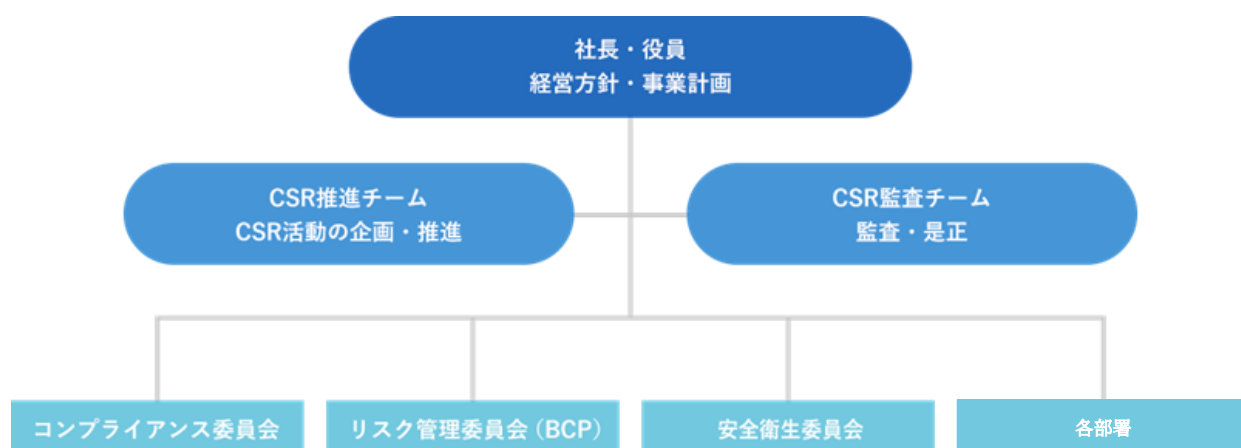 社長・役員
経営方針・事業計画
CSR推進チーム
CSR活動の企画・推進
CSR監査チーム
監査・是正
コンプライアンス委員会
リスク管理委員会(BCP)
安全衛生委員会
各部署